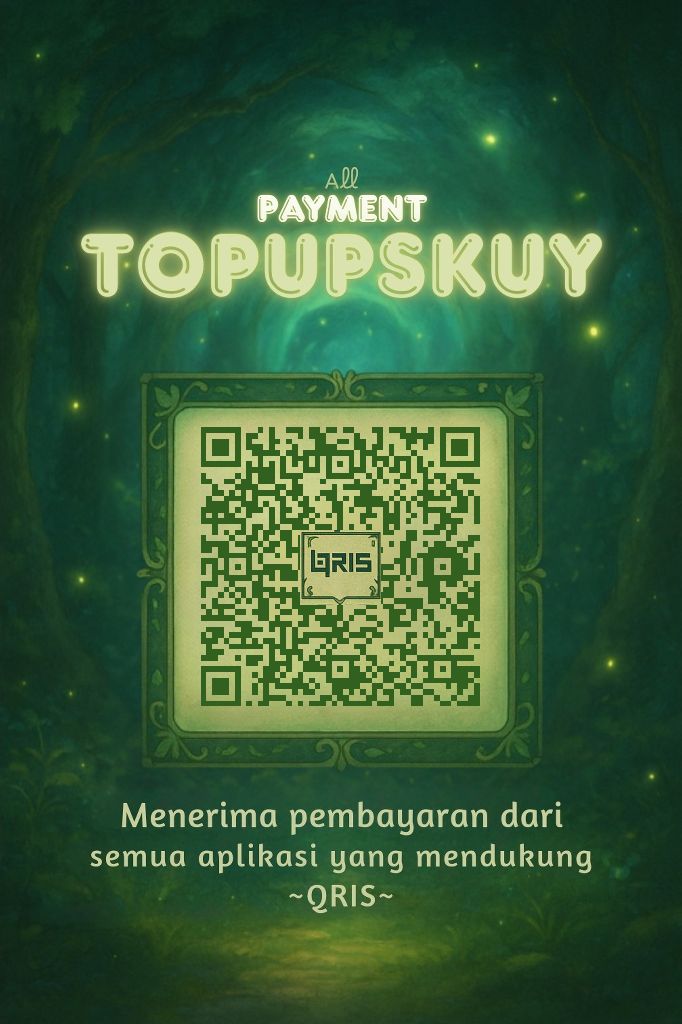 All
PAYMENT
TOPUPSKUY
QRIS
Menerima pembayaran dari
semua aplikasi yang mendukung
~QRIS~